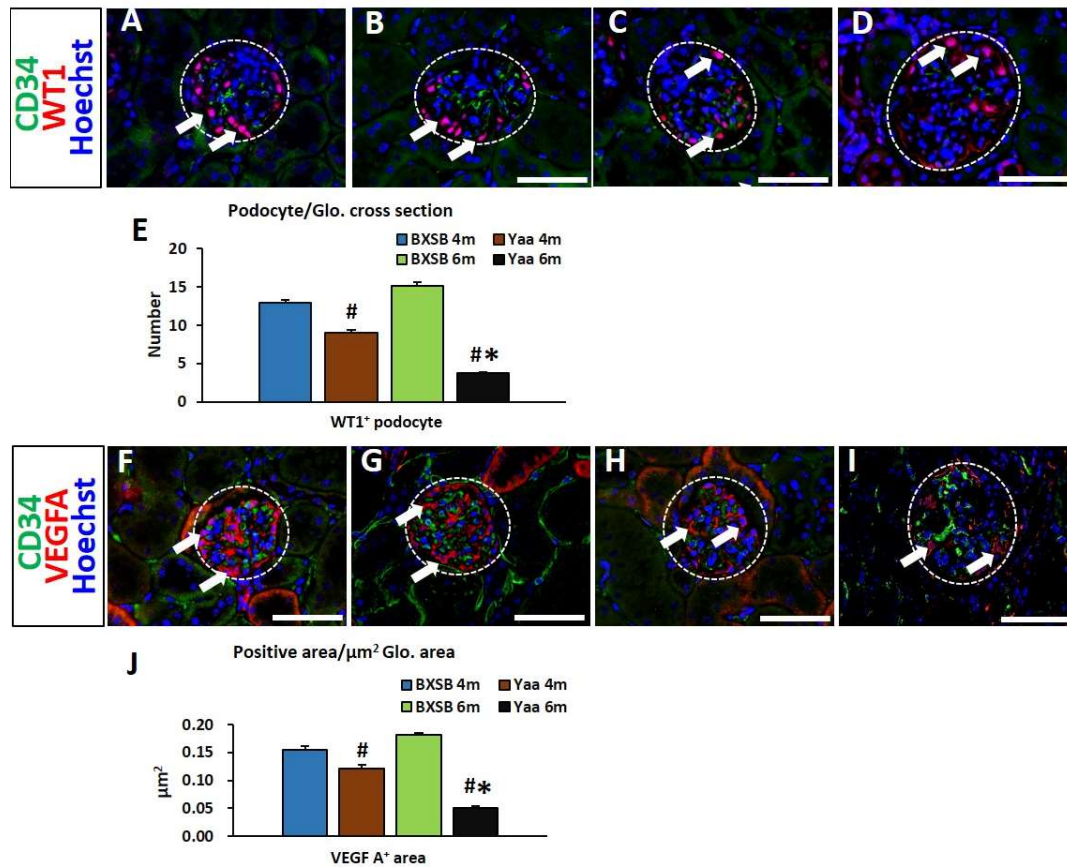 CD34
WT1
Hoechst
A
B
C
D
E
Podocyte/Glo. cross section
BXSB 4m
Yaa 4m
BXSB 6m
Yaa 6m
20
15
10
5
0
Number
#
#*
WT1⁺ podocyte
CD34
VEGFA
Hoechst
F
G
H
I
J
Positive area/µm² Glo. area
BXSB 4m
Yaa 4m
BXSB 6m
Yaa 6m
0.20
0.15
0.10
0.05
0.00
µm²
#
#*
VEGF A⁺ area